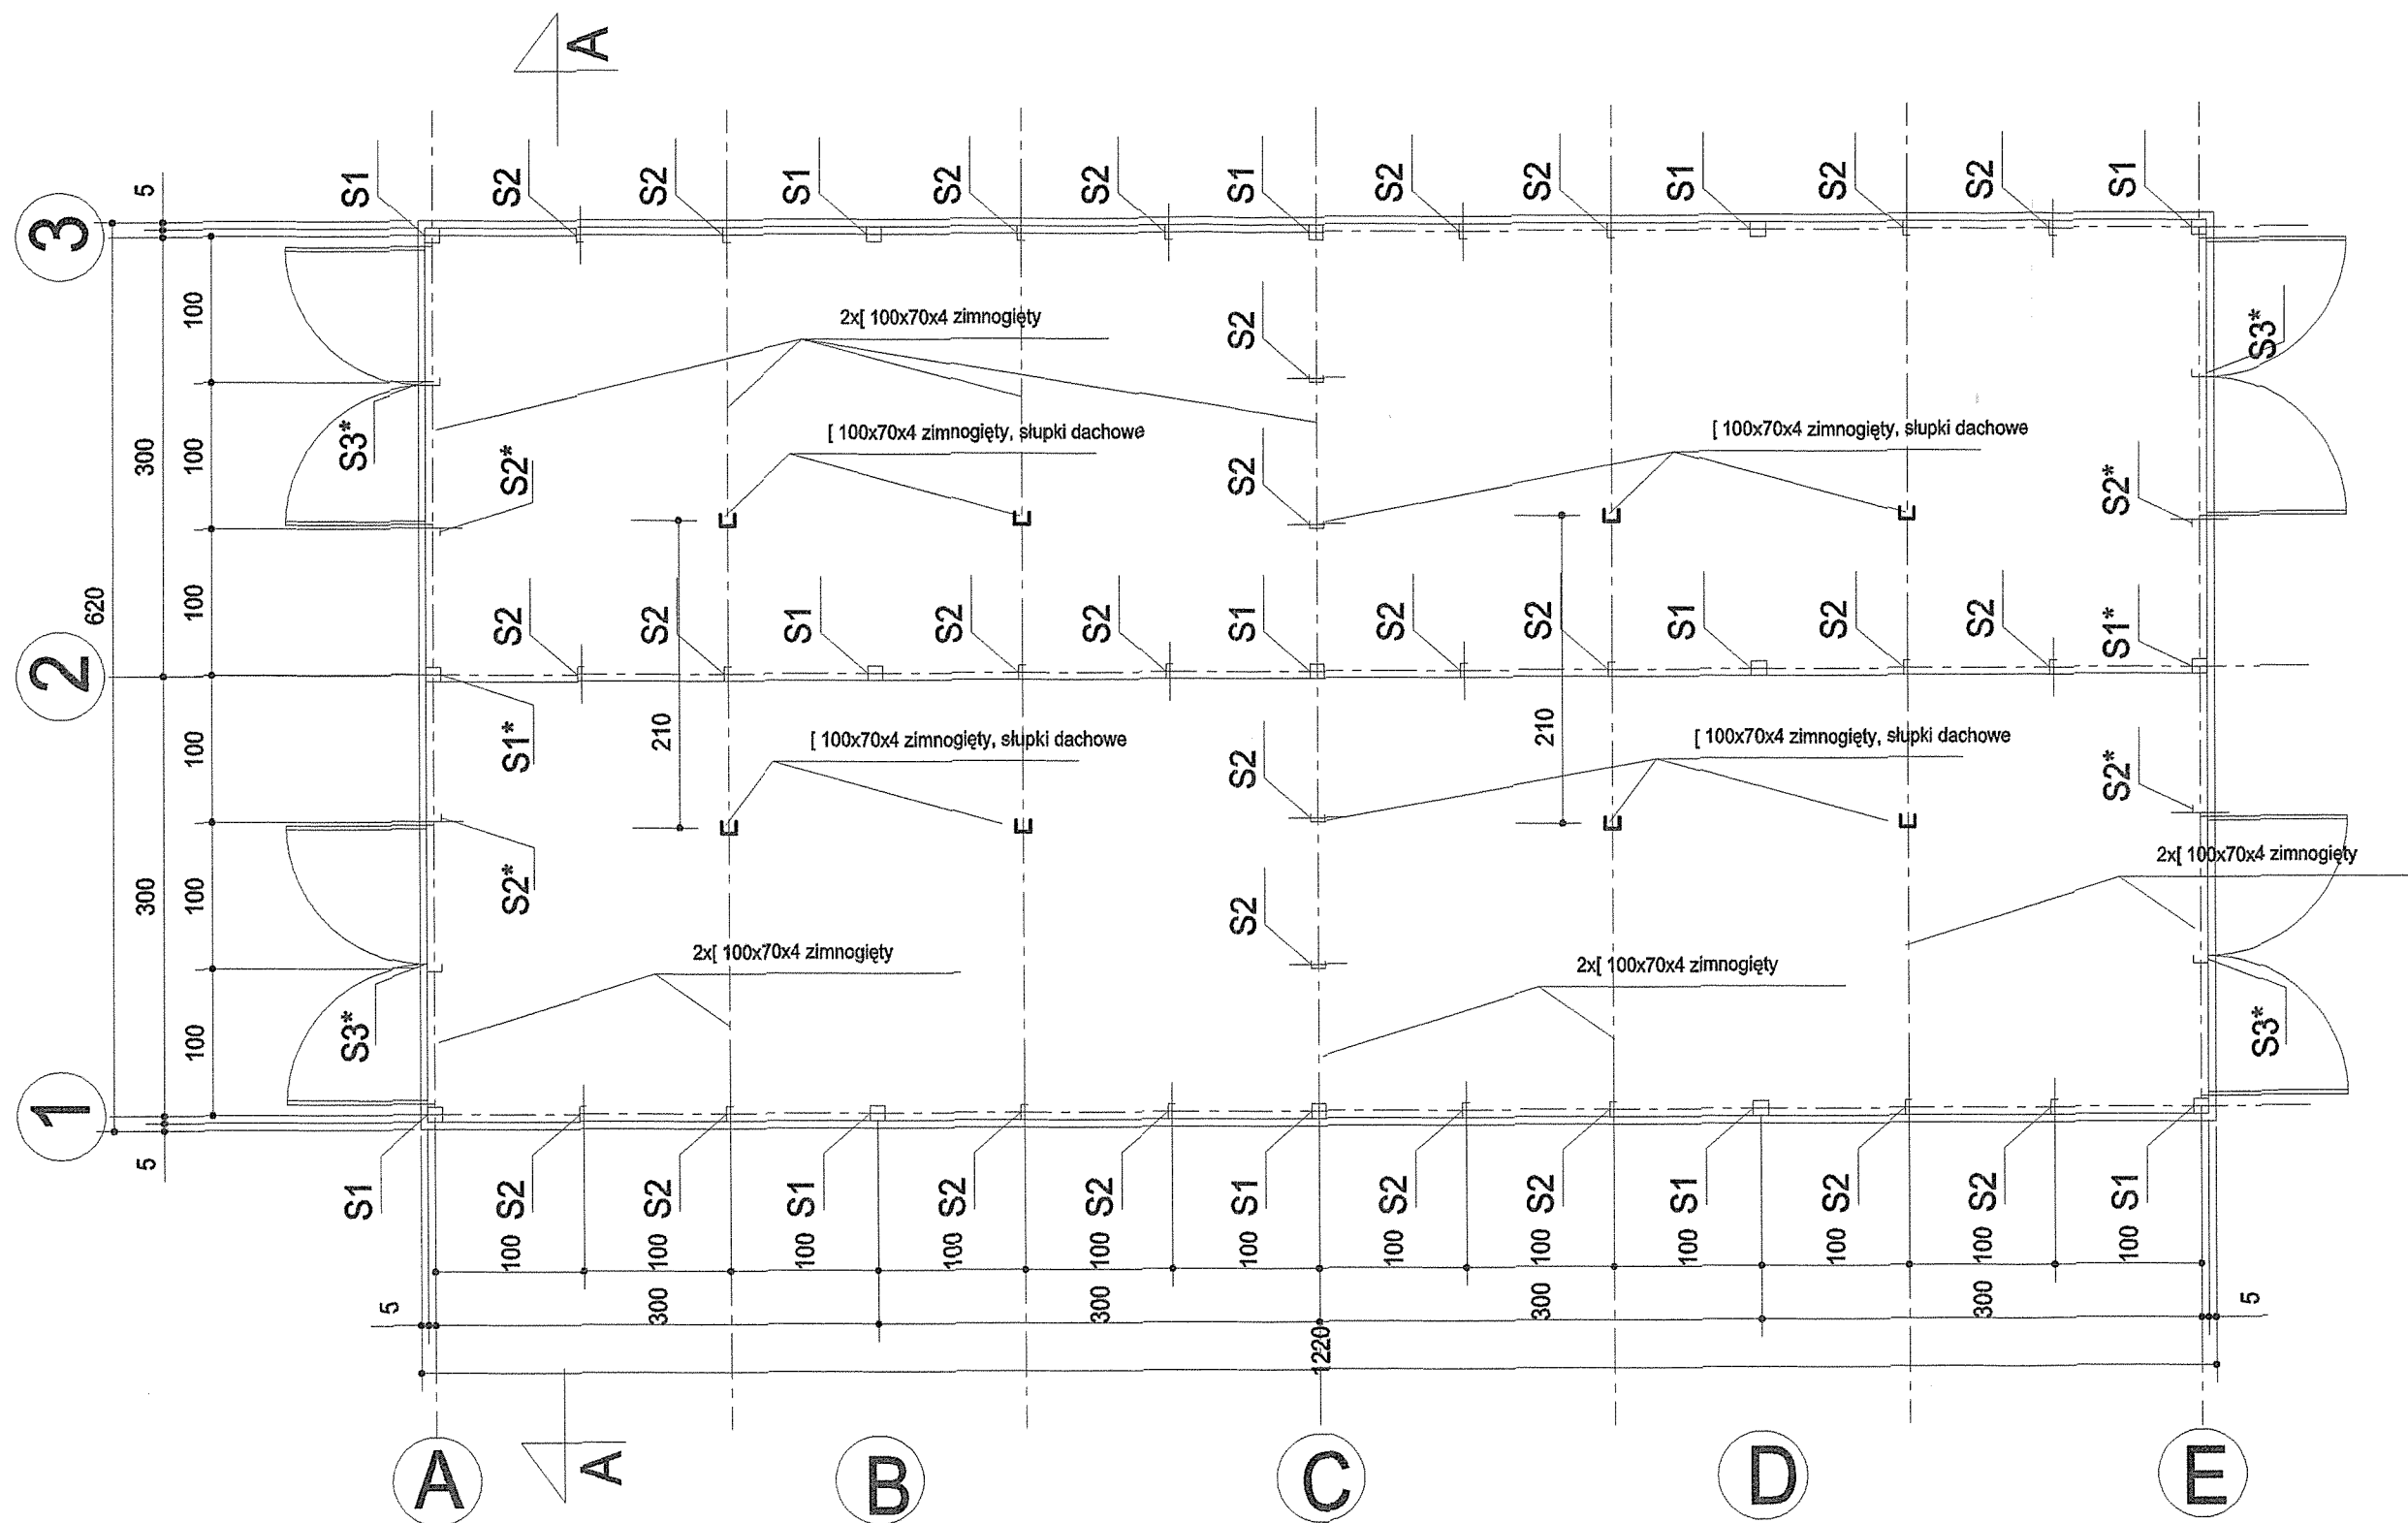 A
3
5
S1
S2
S2
S1
S2
S2
S1
S2
S2
S1
S2
S2
S1
100
2x[ 100x70x4 zimnogięty
S2
S3*
300
100
S3*
S2*
[ 100x70x4 zimnogięty, słupki dachowe
S2
[ 100x70x4 zimnogięty, słupki dachowe
S2*
620
100
2
S2
S2
S1
S2
S2
S1
S2
S2
S1
S2
S2
S1*
100
S1*
210
[ 100x70x4 zimnogięty, słupki dachowe
S2
210
[ 100x70x4 zimnogięty, słupki dachowe
S2*
300
100
S2*
2x[ 100x70x4 zimnogięty
S2
2x[ 100x70x4 zimnogięty
2x[ 100x70x4 zimnogięty
100
S3*
S3*
1
5
S1
S2
S2
S1
S2
S2
S1
S2
S2
S1
S2
S2
S1
100
100
100
100
100
100
100
100
100
100
100
100
5
300
300
300
300
5
1220
A
A
B
C
D
E